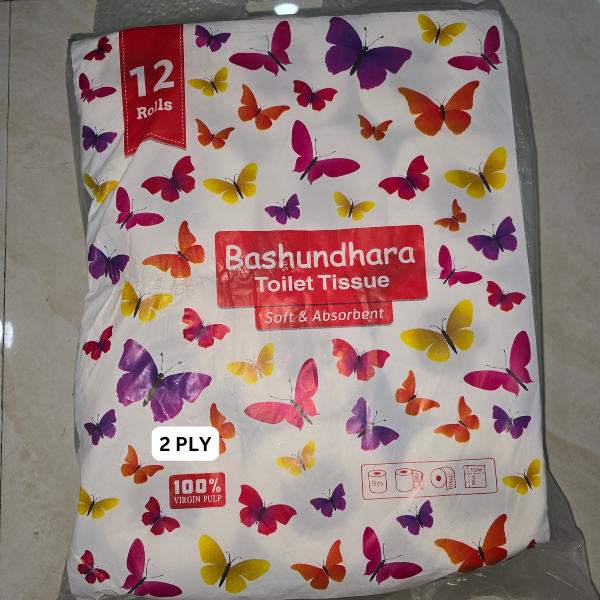 12
Rolls
Bashundhara
Toilet Tissue
Soft & Absorbent
2 PLY
100%
VIRGIN PULP